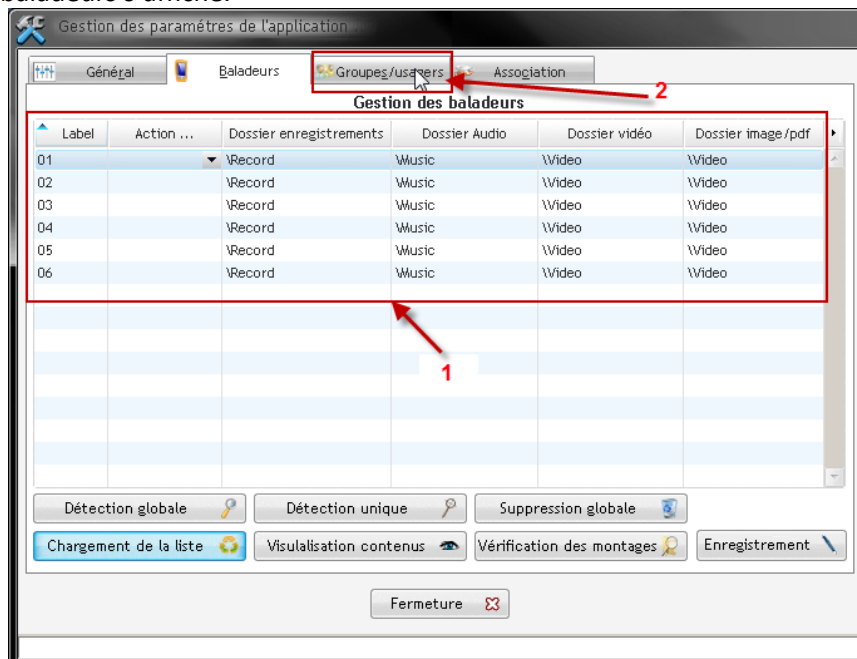 Gestion des paramétres de l'application ...
Général Baladeurs Groupes/usagers Association
2
Gestion des baladeurs
Label Action ... Dossier enregistrements Dossier Audio Dossier vidéo Dossier image/pdf
01 \Record \Music \Video \Video
02 \Record \Music \Video \Video
03 \Record \Music \Video \Video
04 \Record \Music \Video \Video
05 \Record \Music \Video \Video
06 \Record \Music \Video \Video
1
Détection globale Détection unique Suppression globale
Chargement de la liste Visulalisation contenus Vérification des montages Enregistrement
Fermeture